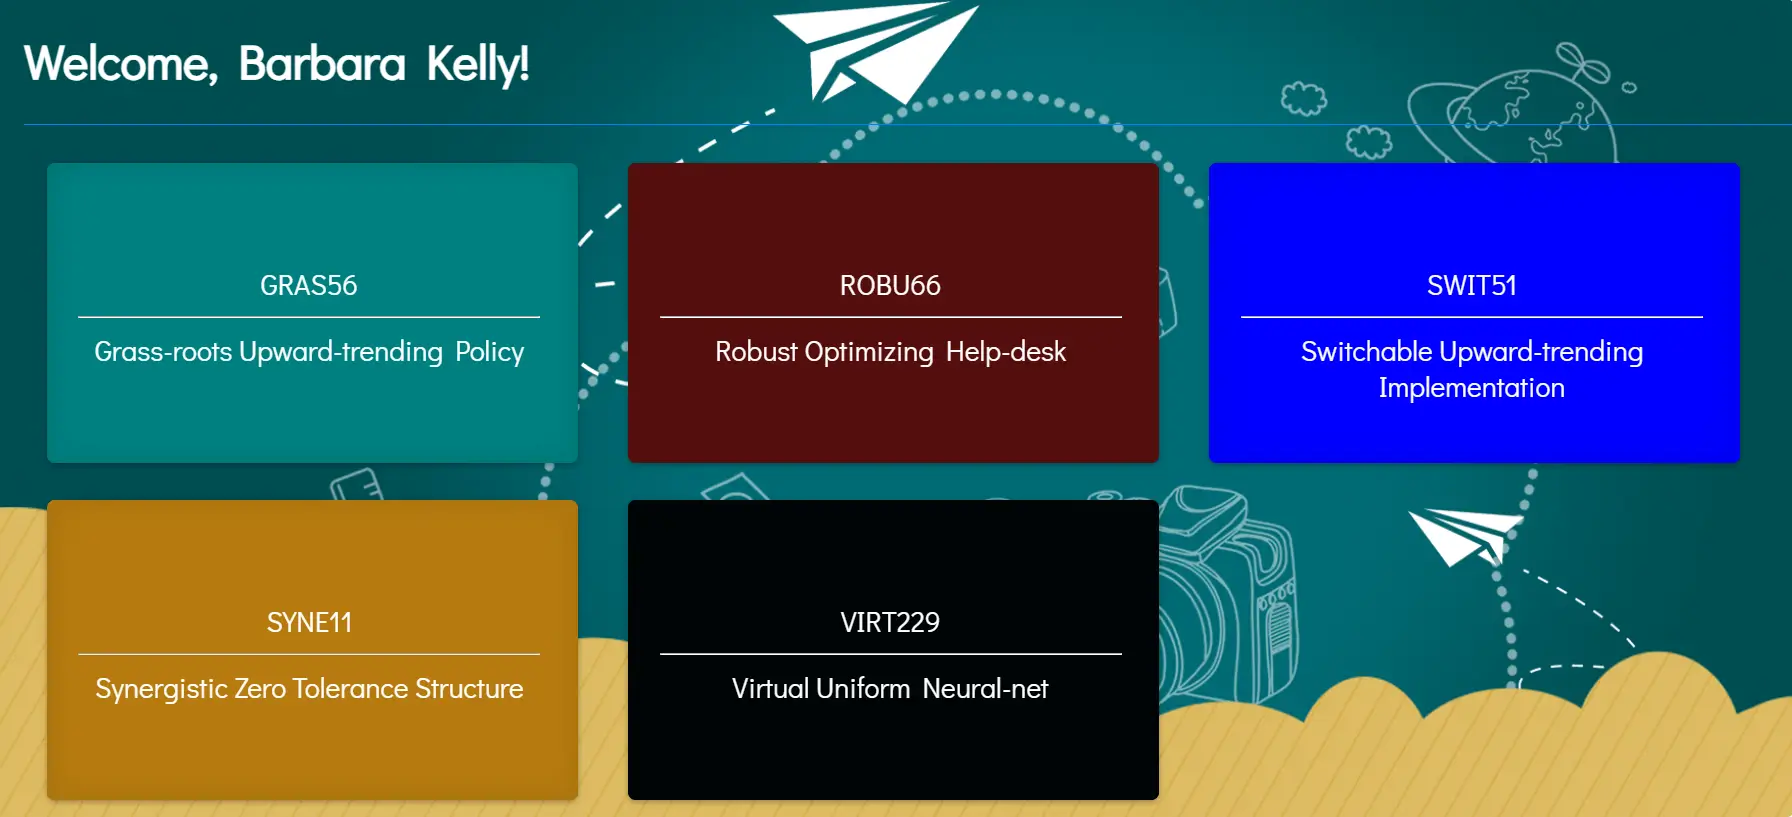 Welcome, Barbara Kelly!
GRAS56
Grass-roots Upward-trending Policy
ROBU66
Robust Optimizing Help-desk
SWIT51
Switchable Upward-trending
Implementation
SYNE11
Synergistic Zero Tolerance Structure
VIRT229
Virtual Uniform Neural-net